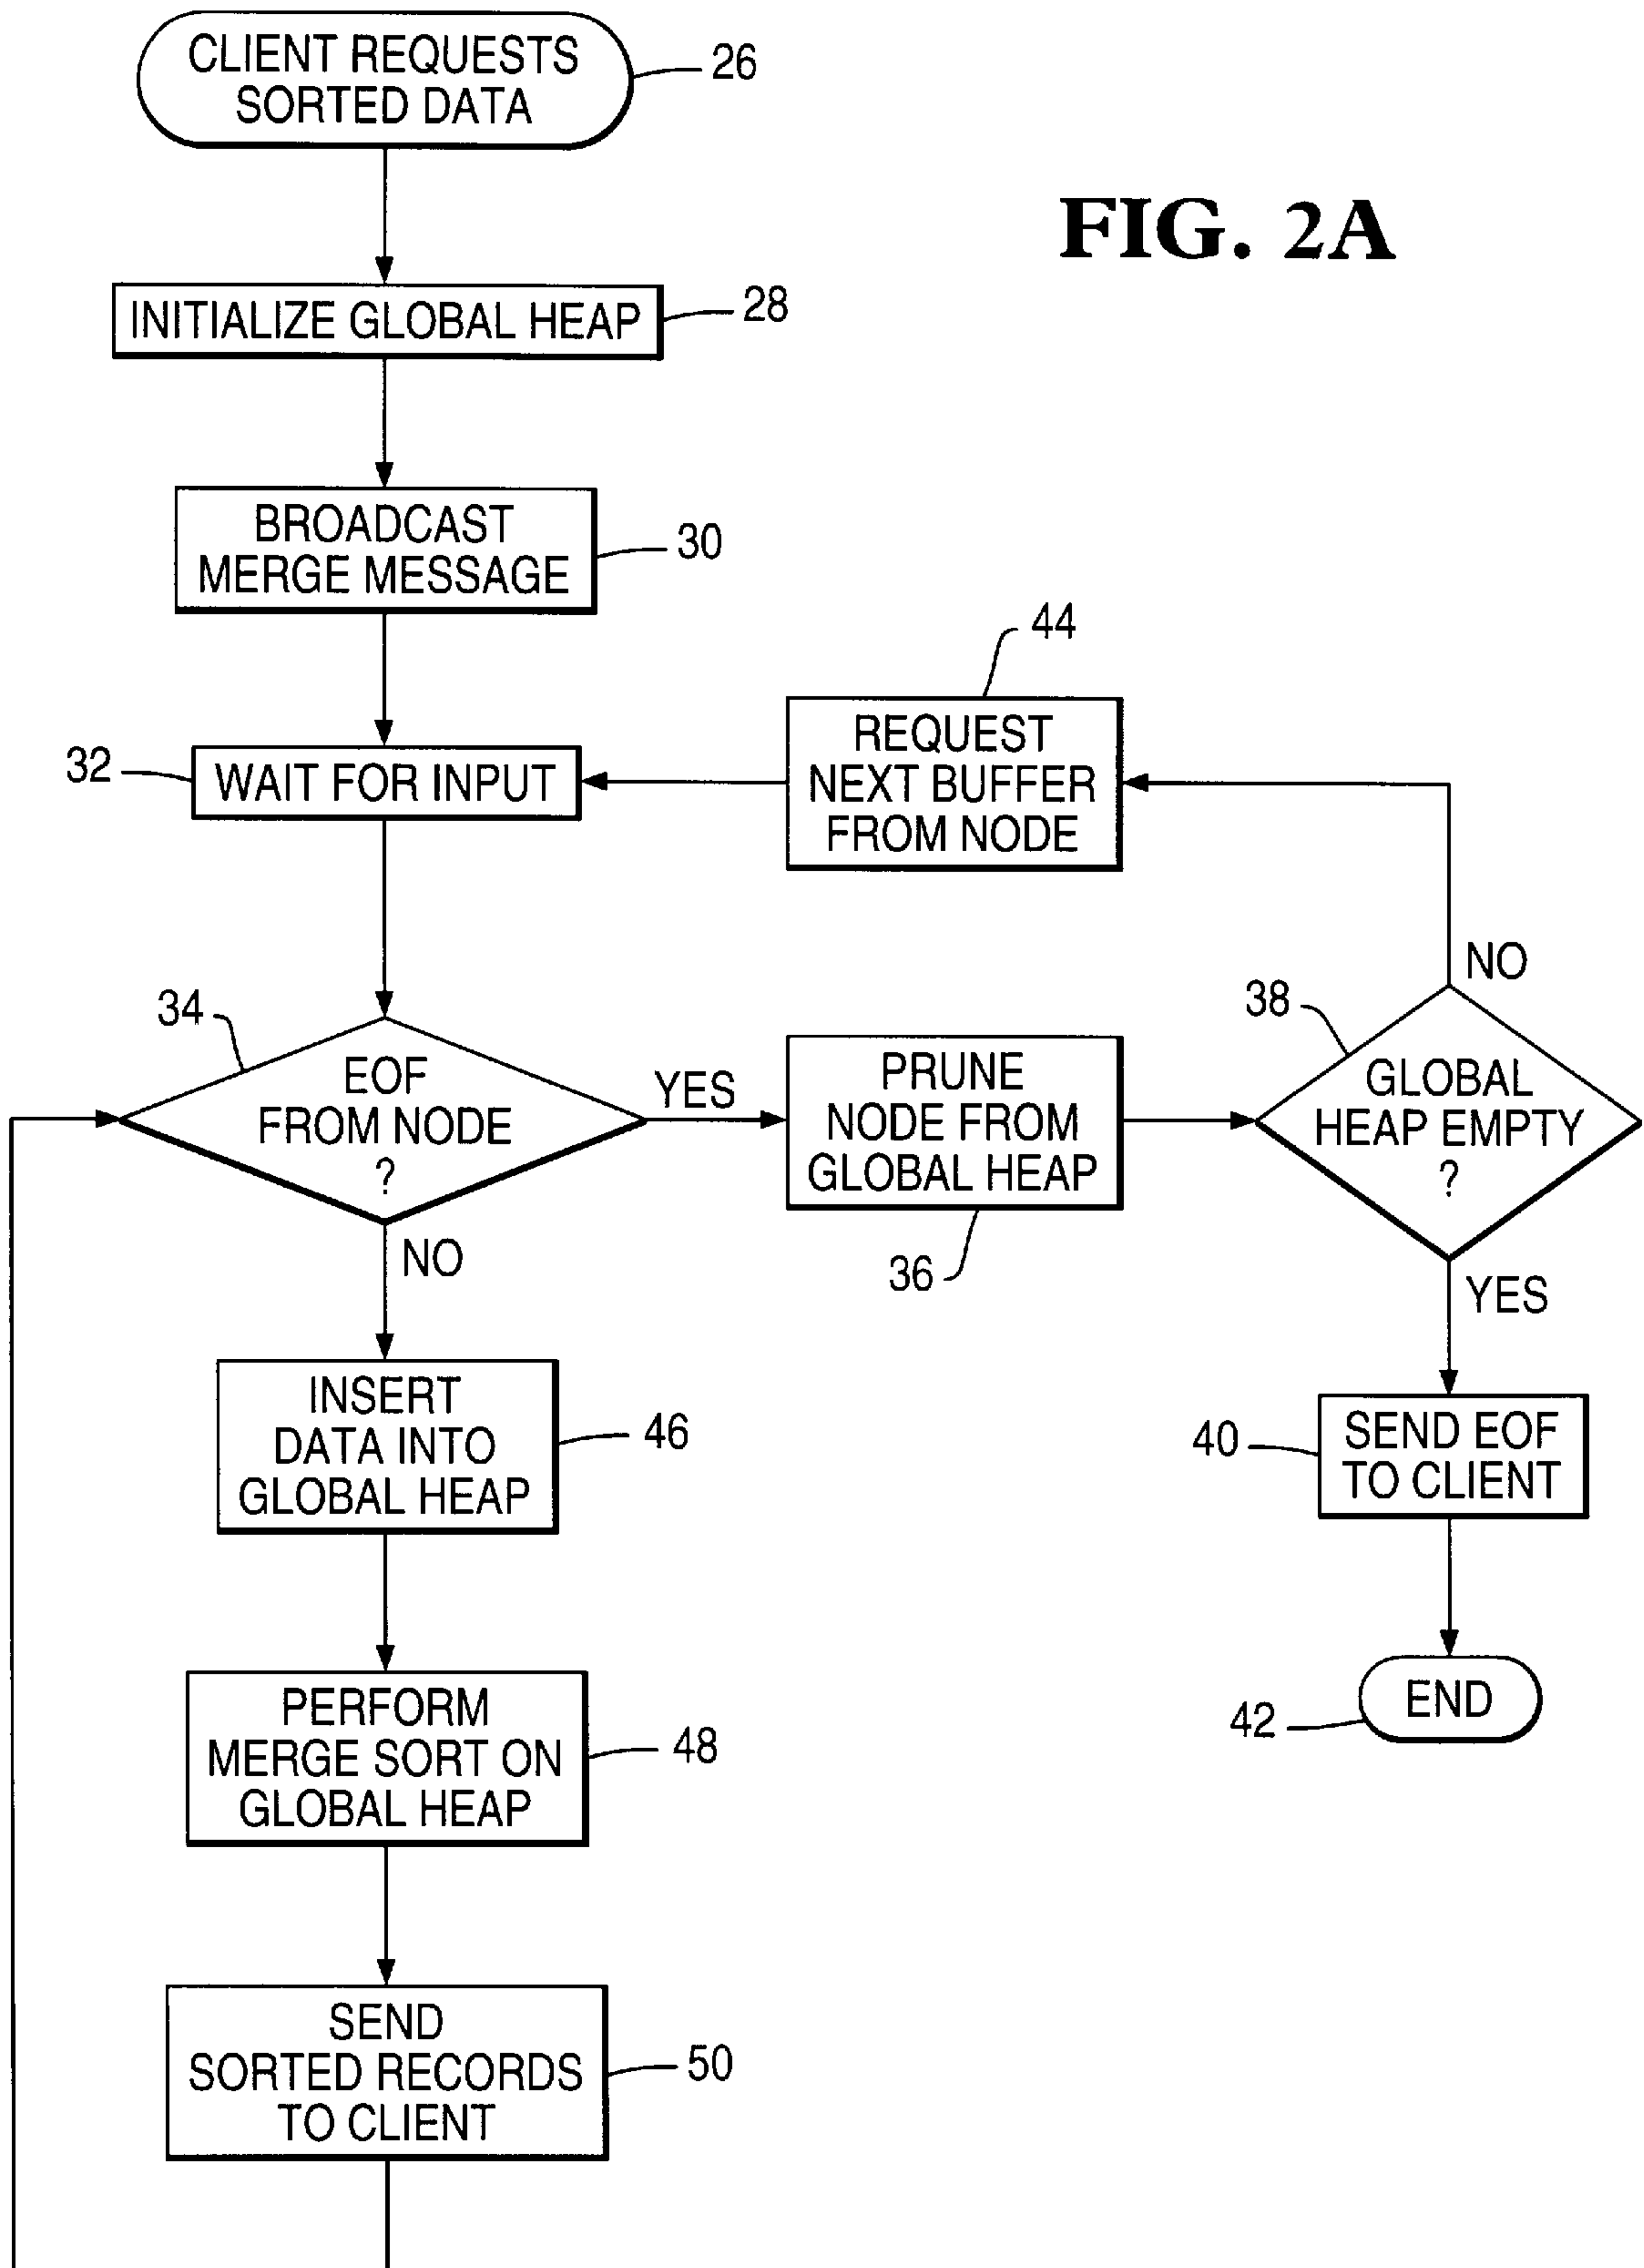 CLIENT REQUESTS
SORTED DATA
26
FIG. 2A
INITIALIZE GLOBAL HEAP
28
BROADCAST
MERGE MESSAGE
30
44
REQUEST
NEXT BUFFER
FROM NODE
32
WAIT FOR INPUT
NO
34
EOF
FROM NODE
?
YES
PRUNE
NODE FROM
GLOBAL HEAP
36
38
GLOBAL
HEAP EMPTY
?
NO
YES
INSERT
DATA INTO
GLOBAL HEAP
46
40
SEND EOF
TO CLIENT
PERFORM
MERGE SORT ON
GLOBAL HEAP
48
END
42
SEND
SORTED RECORDS
TO CLIENT
50